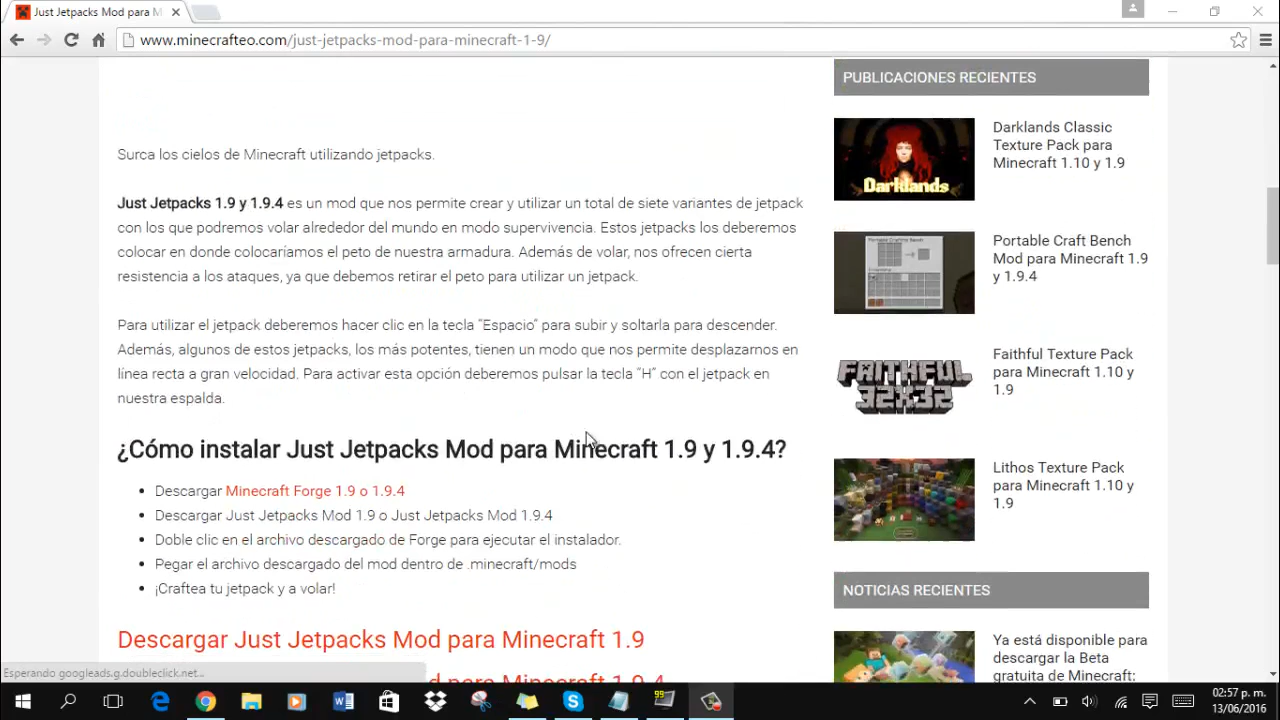 Just Jetpacks Mod para M
www.minecrafteo.com/just-jetpacks-mod-para-minecraft-1-9/
Surca los cielos de Minecraft utilizando jetpacks.
Just Jetpacks 1.9 y 1.9.4 es un mod que nos permite crear y utilizar un total de siete variantes de jetpack
con los que podremos volar alrededor del mundo en modo supervivencia. Estos jetpacks los deberemos
colocar en donde colocaríamos el peto de nuestra armadura. Además de volar, nos ofrecen cierta
resistencia a los ataques, ya que debemos retirar el peto para utilizar un jetpack.
Para utilizar el jetpack deberemos hacer clic en la tecla "Espacio" para subir y soltarla para descender.
Además, algunos de estos jetpacks, los más potentes, tienen un modo que nos permite desplazarnos en
línea recta a gran velocidad. Para activar esta opción deberemos pulsar la tecla "H" con el jetpack en
nuestra espalda.
¿Cómo instalar Just Jetpacks Mod para Minecraft 1.9 y 1.9.4?
Descargar Minecraft Forge 1.9 o 1.9.4
Descargar Just Jetpacks Mod 1.9 o Just Jetpacks Mod 1.9.4
Doble clic en el archivo descargado de Forge para ejecutar el instalador.
Pegar el archivo descargado del mod dentro de .minecraft/mods
¡Craftea tu jetpack y a volar!
Descargar Just Jetpacks Mod para Minecraft 1.9
PUBLICACIONES RECIENTES
Darklands
Darklands Classic
Texture Pack para
Minecraft 1.10 y 1.9
Portable Craft Bench
Mod para Minecraft 1.9
y 1.9.4
FAITHFUL
32X32
Faithful Texture Pack
para Minecraft 1.10 y
1.9
Lithos Texture Pack
para Minecraft 1.10 y
1.9
NOTICIAS RECIENTES
Ya está disponible para
descargar la Beta
gratuita de Minecraft:
Esperando googleads.g.doubleclick.net...
99
02:57 p. m.
13/06/2016